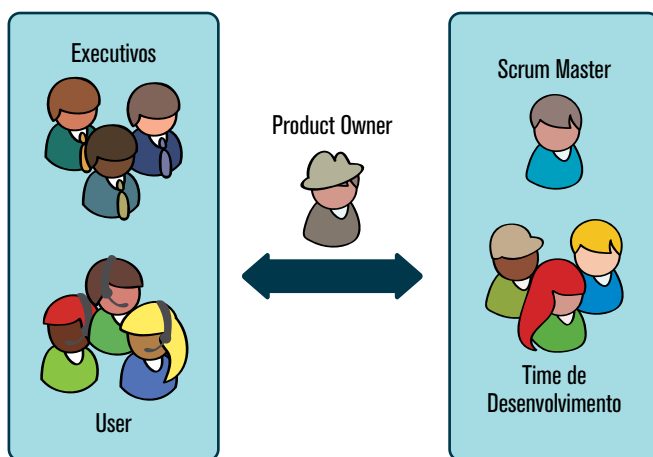 Executivos
User
Product Owner
Scrum Master
Time de
Desenvolvimento